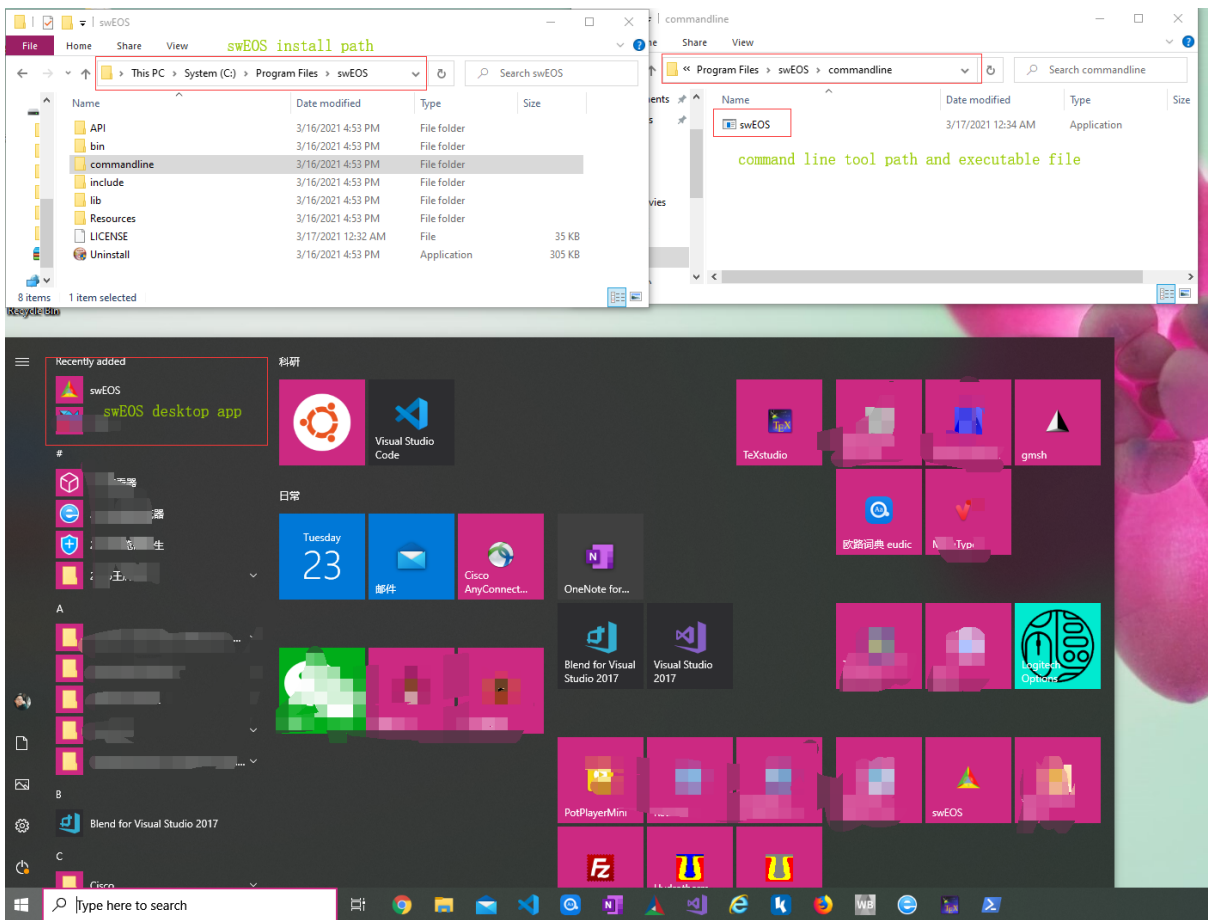 swEOS
File Home Share View
swEOS install path
This PC > System (C:) > Program Files > swEOS
Search swEOS
Name Date modified Type Size
API 3/16/2021 4:53 PM File folder
bin 3/16/2021 4:53 PM File folder
commandline 3/16/2021 4:53 PM File folder
include 3/16/2021 4:53 PM File folder
lib 3/16/2021 4:53 PM File folder
Resources 3/16/2021 4:53 PM File folder
LICENSE 3/17/2021 12:32 AM File 35 KB
Uninstall 3/16/2021 4:53 PM Application 305 KB
8 items 1 item selected
commandline
Share View
« Program Files > swEOS > commandline
Search commandline
Name Date modified Type Size
swEOS 3/17/2021 12:34 AM Application
command line tool path and executable file
Recycle Bin
Recently added
swEOS
swEOS desktop app
#
A
B
Blend for Visual Studio 2017
C
Cisco
科研
Visual Studio
Code
TeXstudio
gmsh
欧路词典 eudic
日常
Tuesday
23
邮件
Cisco
AnyConnect...
OneNote for...
Blend for Visual
Studio 2017
Visual Studio
2017
Logitech
Options
PotPlayerMini
swEOS
Type here to search